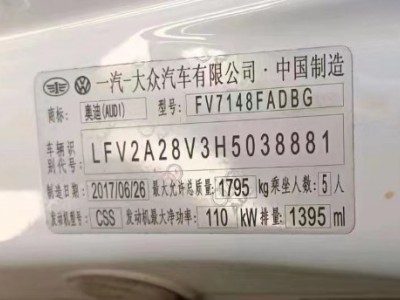 一汽-大众汽车有限公司·中国制造
商标: 奥迪(AUDI) 型号: FV7148FADBG
车辆识别代号: LFV2A28V3H5038881
制造日期: 2017/06/26 最大允许总质量: 1795 kg 乘坐人数: 5 人
发动机型号: CSS 发动机最大净功率: 110 kW 排量: 1395 ml